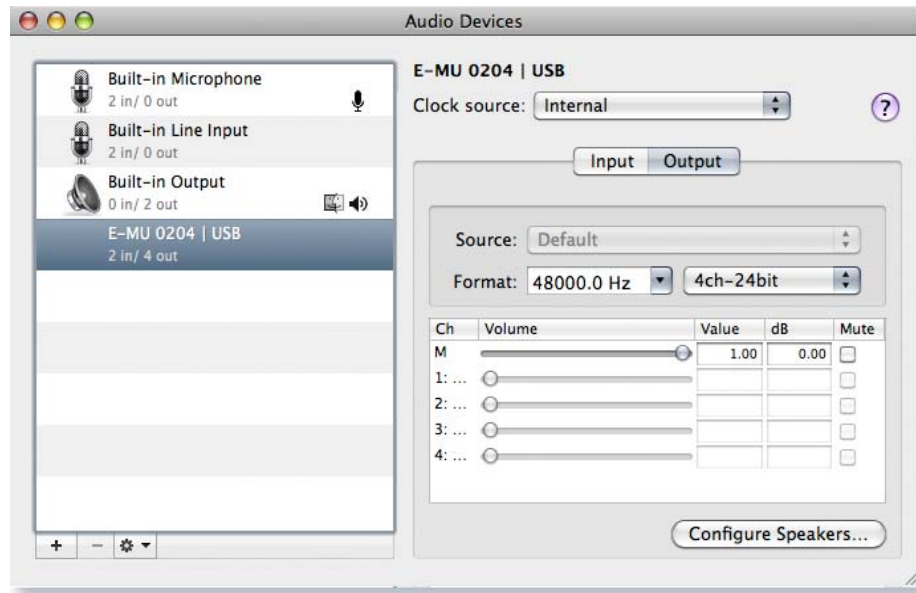 Audio Devices
Built-in Microphone
2 in/ 0 out
Built-in Line Input
2 in/ 0 out
Built-in Output
0 in/ 2 out
E-MU 0204 | USB
2 in/ 4 out
E-MU 0204 | USB
Clock source: Internal
?
Input Output
Source: Default
Format: 48000.0 Hz 4ch-24bit
Ch Volume Value dB Mute
M 1.00 0.00
1: ...
2: ...
3: ...
4: ...
Configure Speakers...